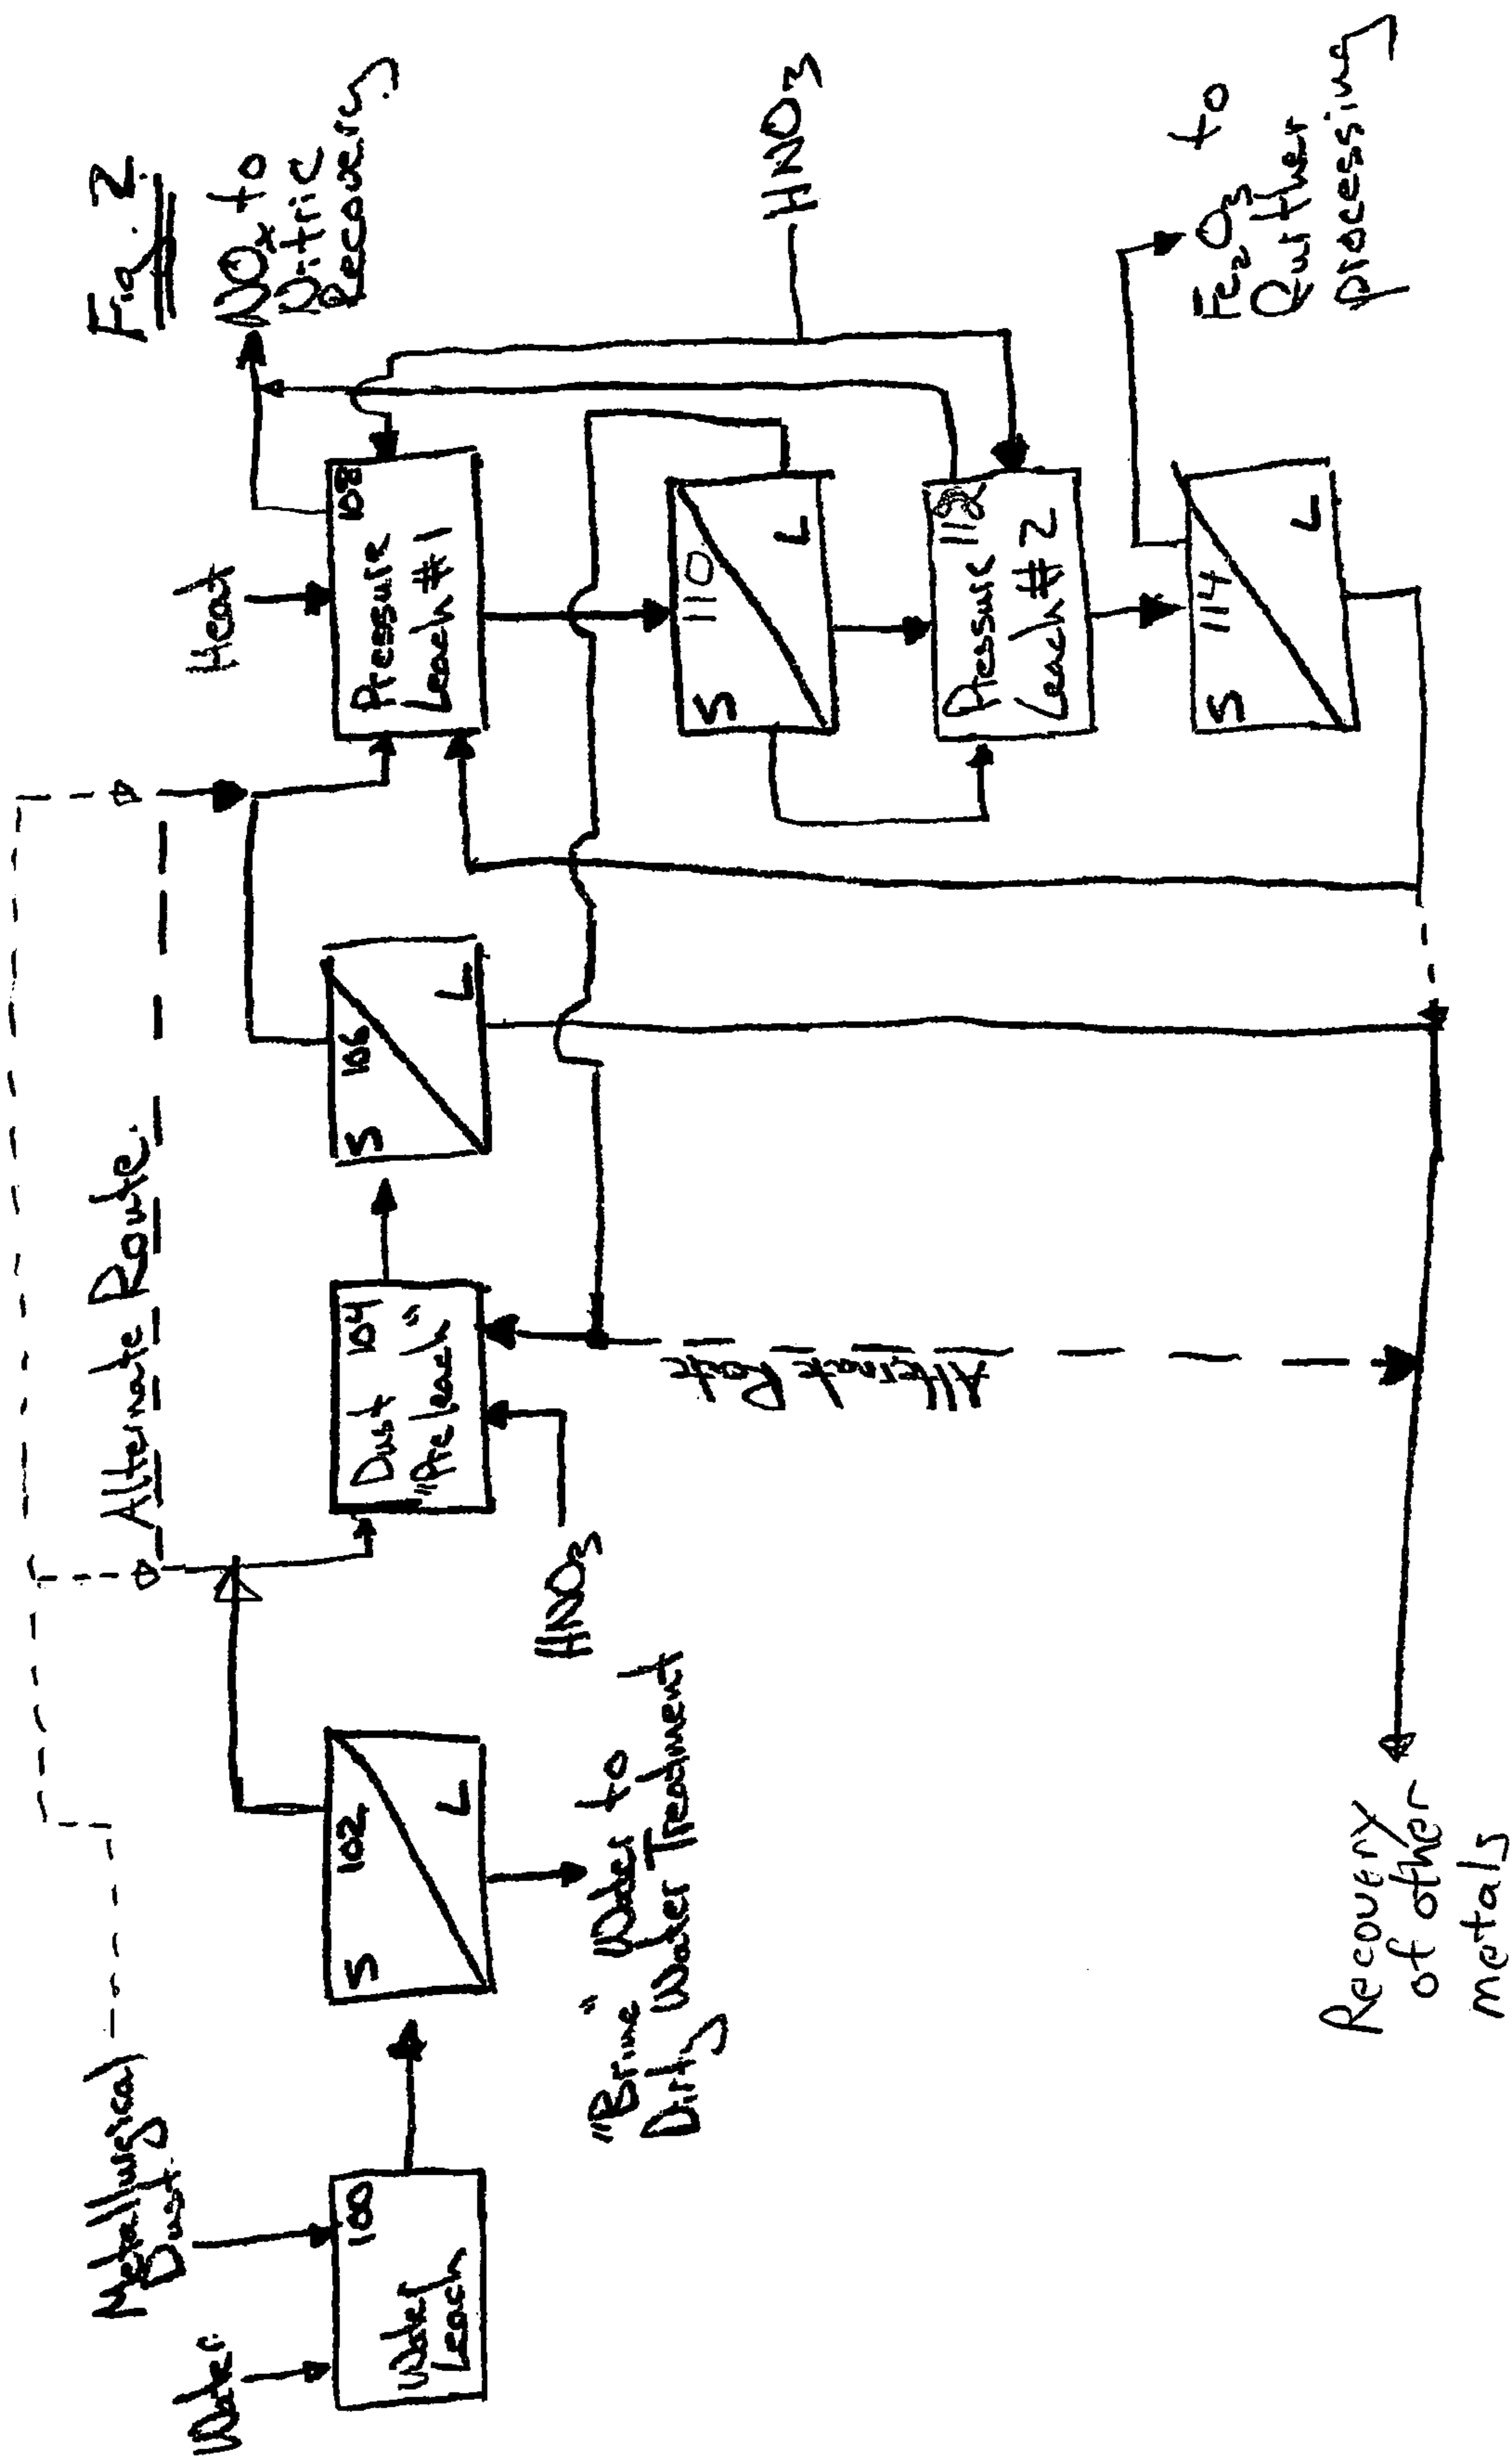 Fig. 2
Metallurgical
Dust
Water
Water
Leach
100
S
102
L
"Brine" Water to
Dirty Water Treatment
Alternate Route
HNO3
Dust
104
"Preleach"
S
106
L
Alternate Route
Heat
Pressure
108
Leach #1
NOx to
Nitric
Recovery
S
110
L
HNO3
Pressure
112
Leach #2
S
114
L
Fe2O3 to
processing
Recovery
of other
metals